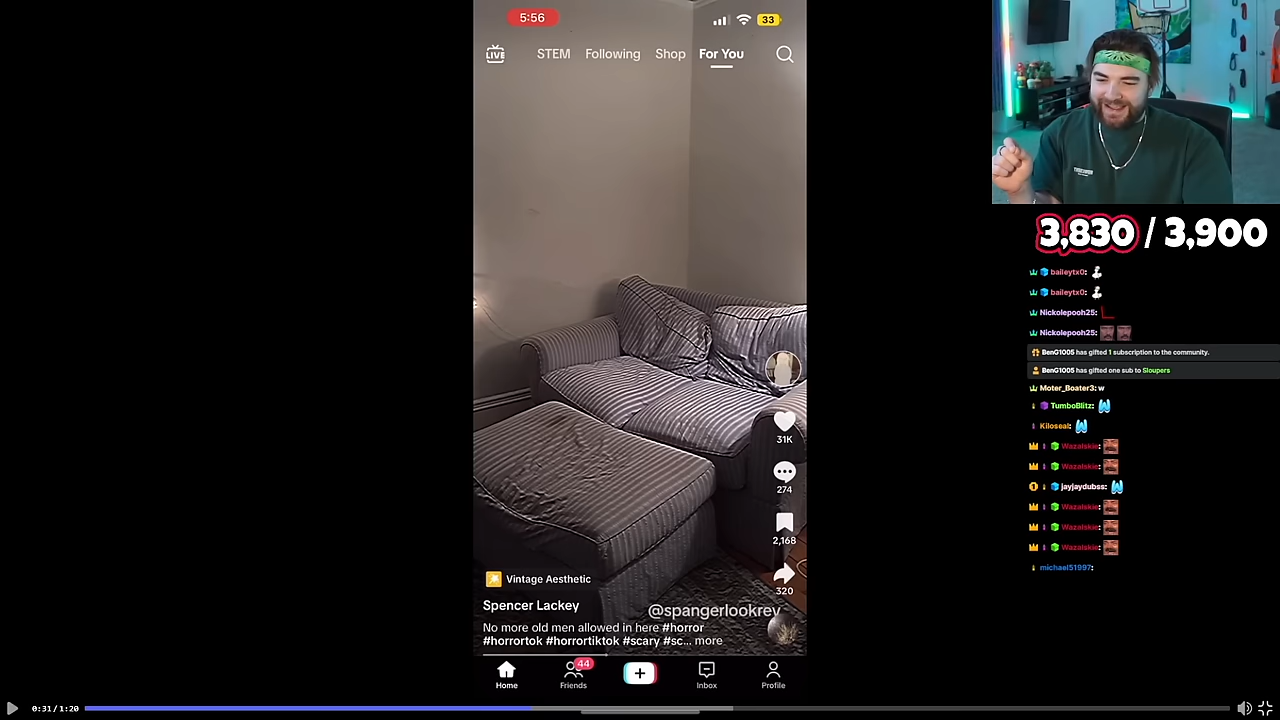 5:56
33
LIVE
STEM Following Shop For You
31K
274
2,168
320
Vintage Aesthetic
Spencer Lackey
@spangerlookrev
No more old men allowed in here #horror
#horrortok #horrortiktok #scary #sc... more
44
Home Friends Inbox Profile
0:31/1:20
3,830 / 3,900
baileytx0:
baileytx0:
Nickolepooh25:
Nickolepooh25:
BenG1005 has gifted 1 subscription to the community.
BenG1005 has gifted one sub to Sloupers
Moter_Boater3: w
TumboBlitz:
Kiloseal:
Wazalskie:
Wazalskie:
jayjaydubss:
Wazalskie:
Wazalskie:
Wazalskie:
michael51997: